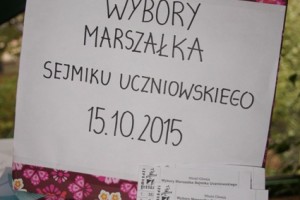 WYBORY
MARSZAŁKA
SEJMIKU UCZNIOWSKIEGO
15.10.2015